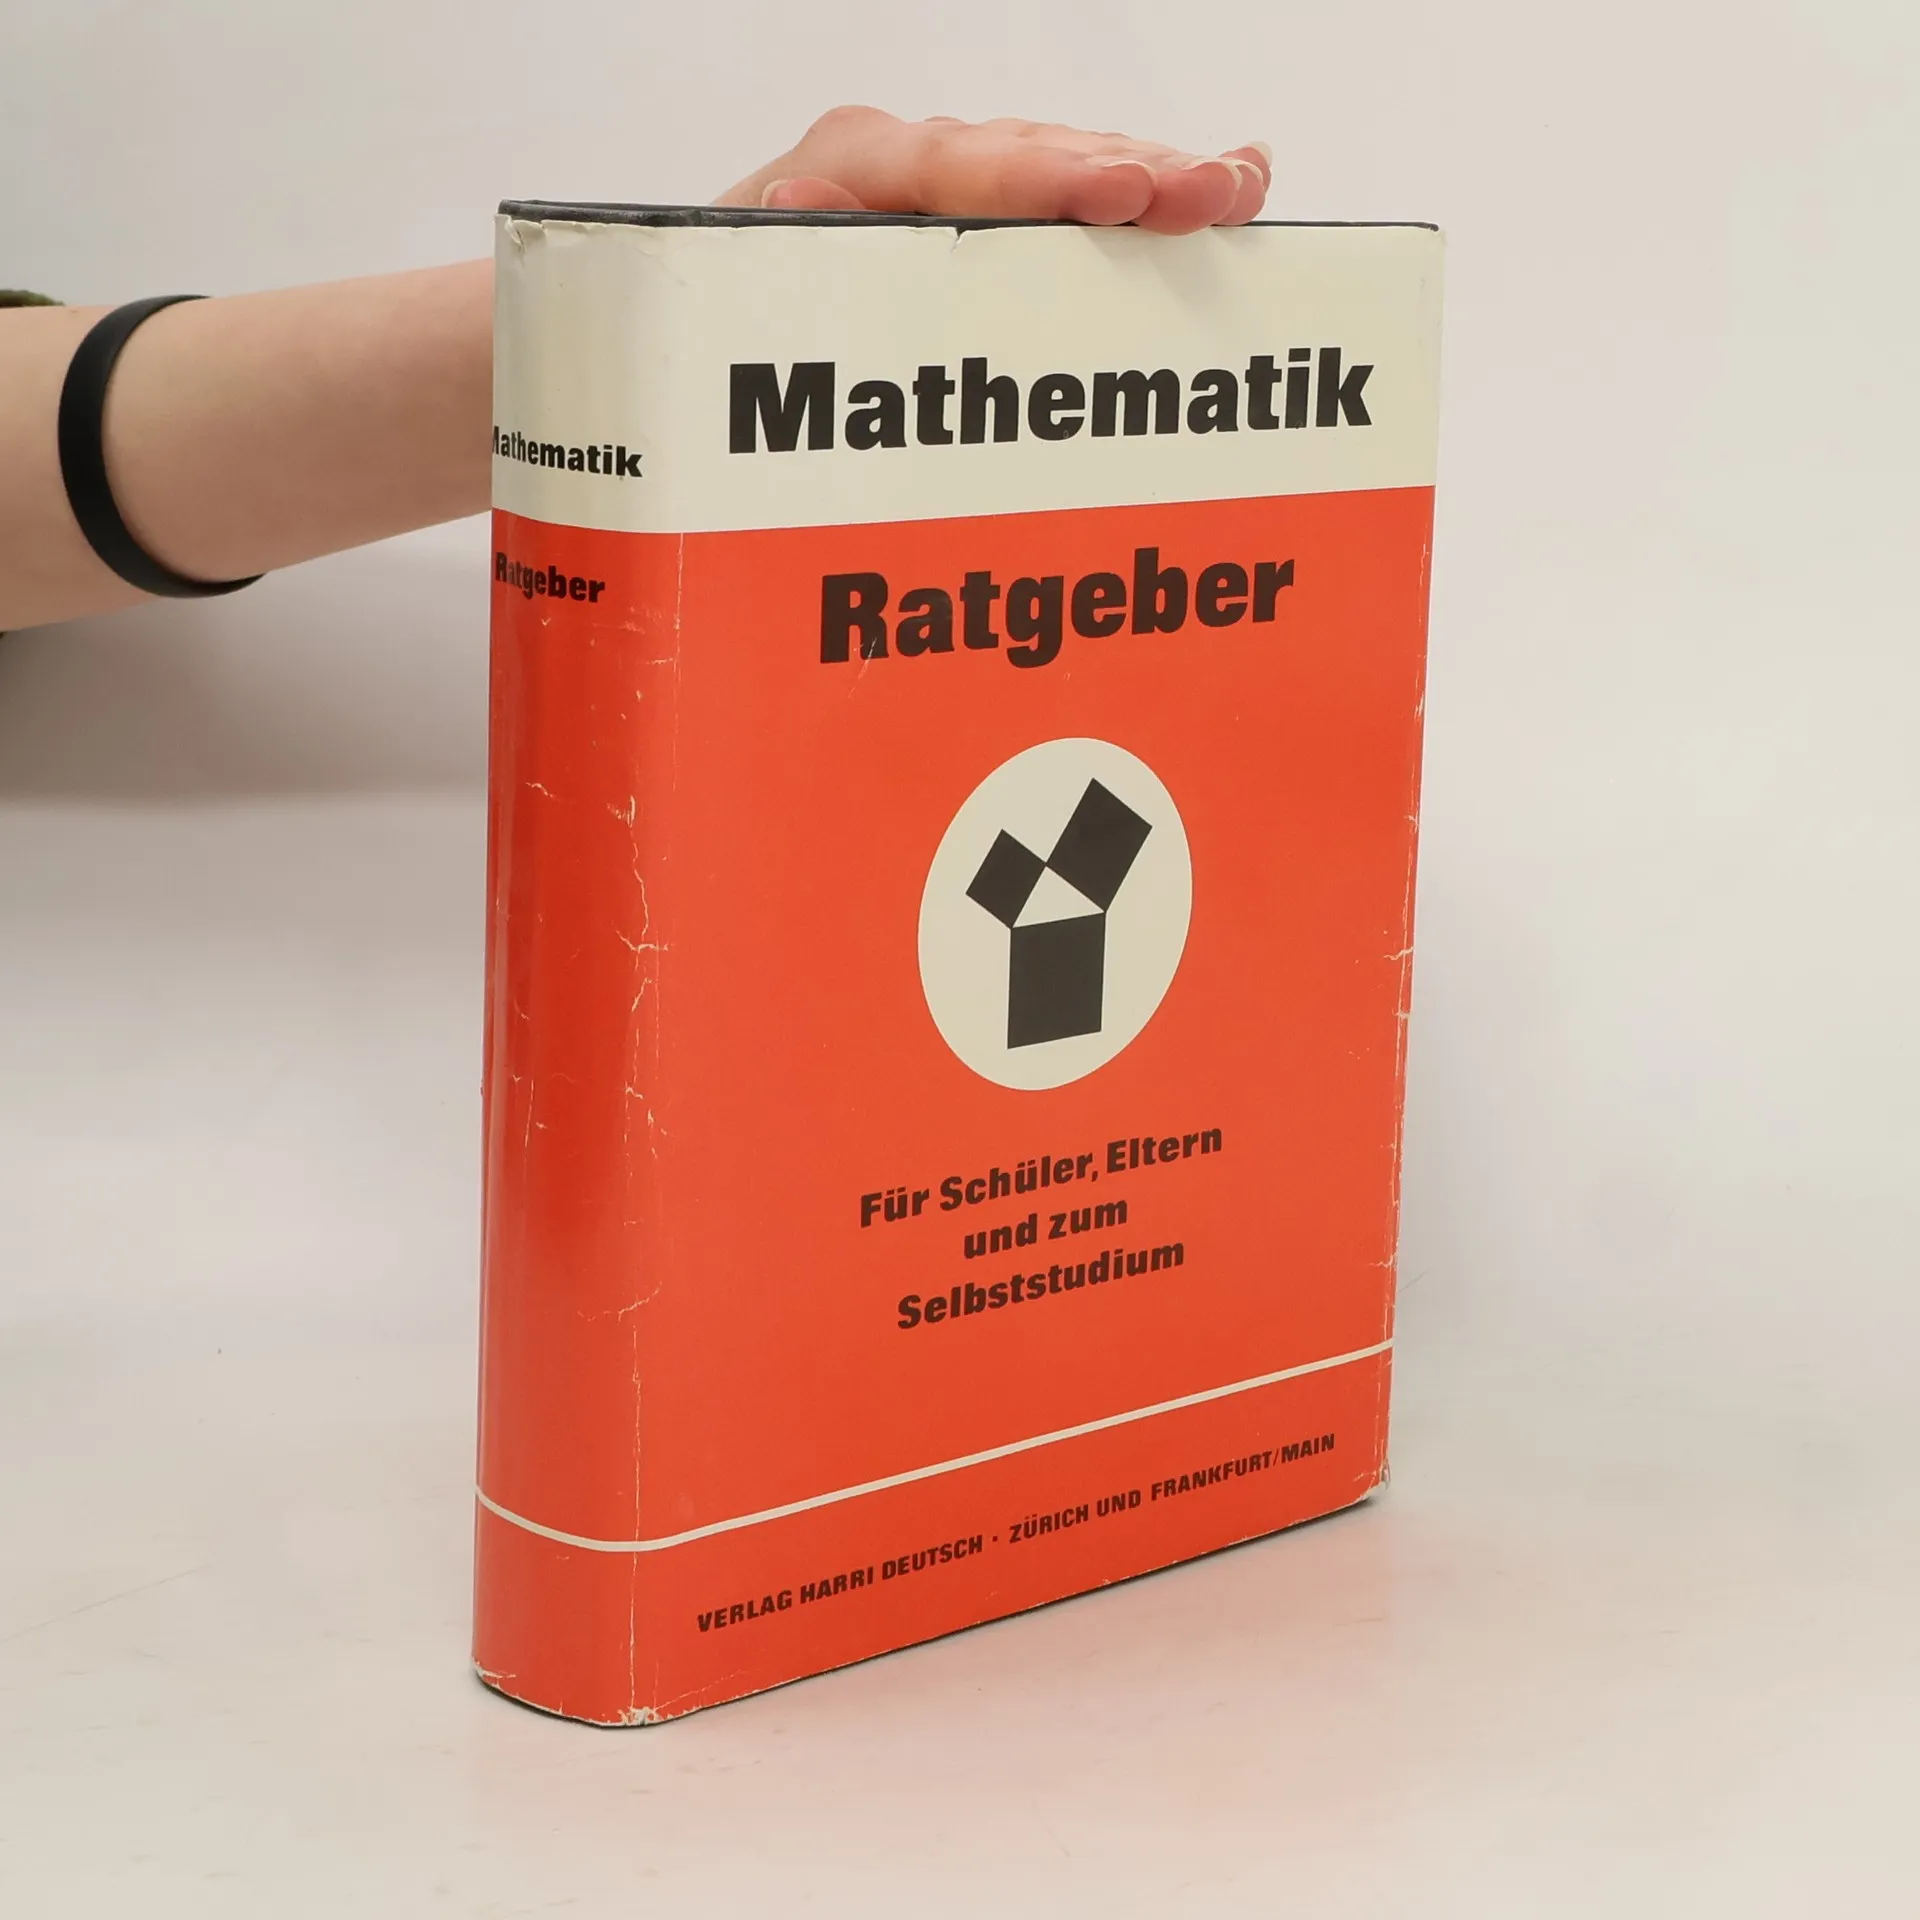 Mathematik
Ratgeber
Mathematik
Ratgeber
Für Schüler, Eltern
und zum
Selbststudium
VERLAG HARRI DEUTSCH · ZÜRICH UND FRANKFURT/MAIN